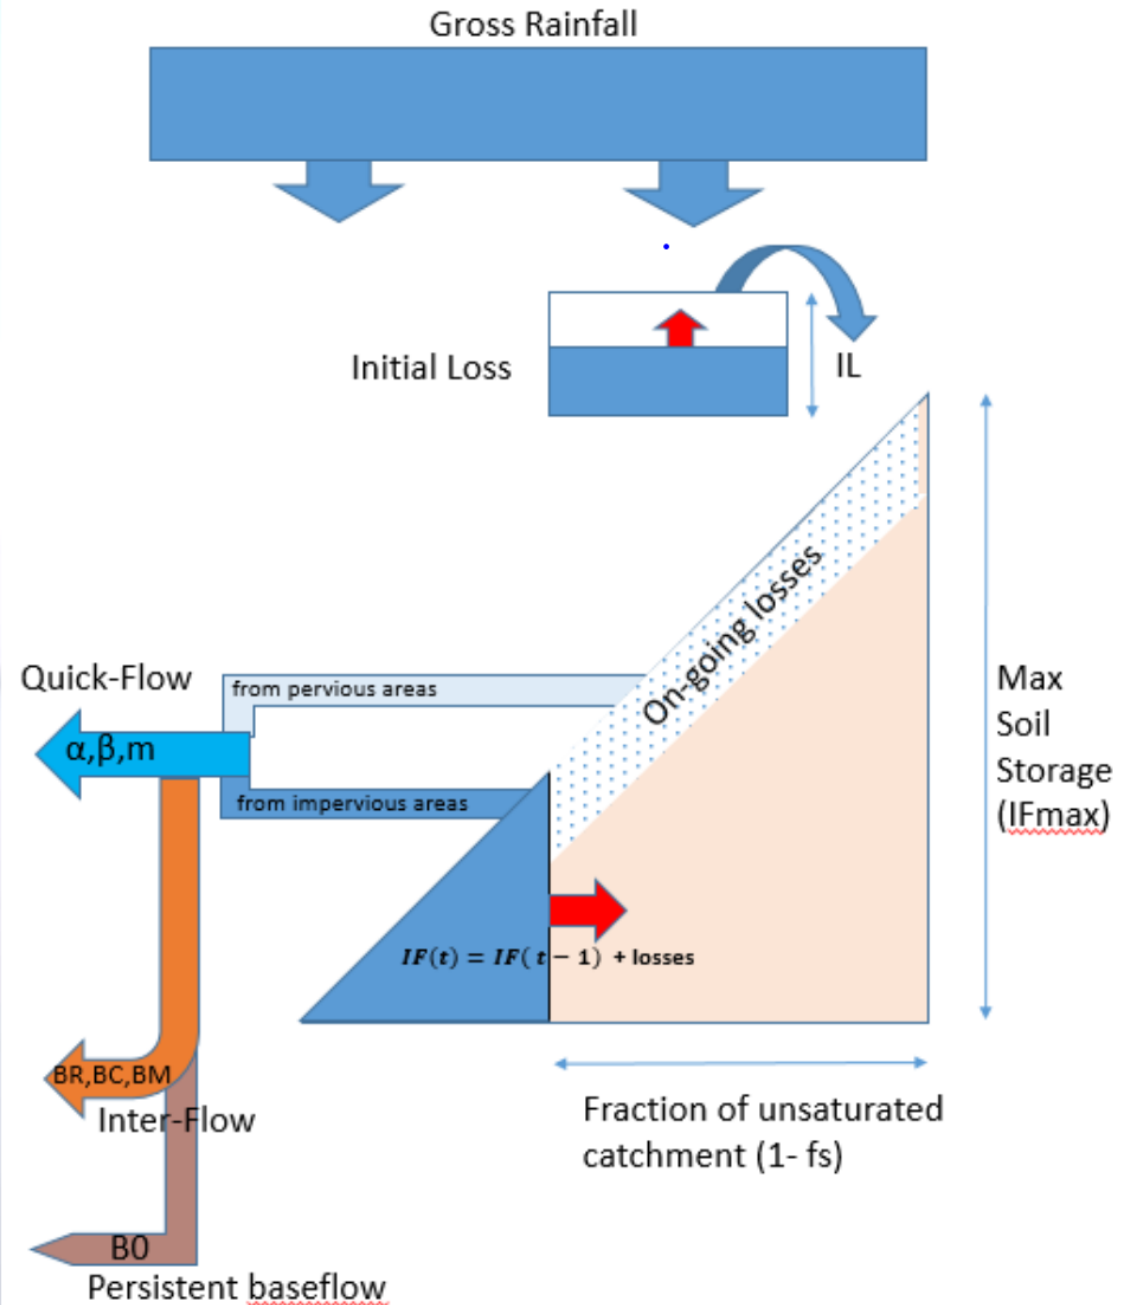 Gross Rainfall
Initial Loss
IL
On-going losses
Quick-Flow
from pervious areas
α,β,m
from impervious areas
Max
Soil
Storage
(IFmax)
IF(t) = IF( t − 1) + losses
BR,BC,BM
Inter-Flow
Fraction of unsaturated
catchment (1- fs)
B0
Persistent baseflow